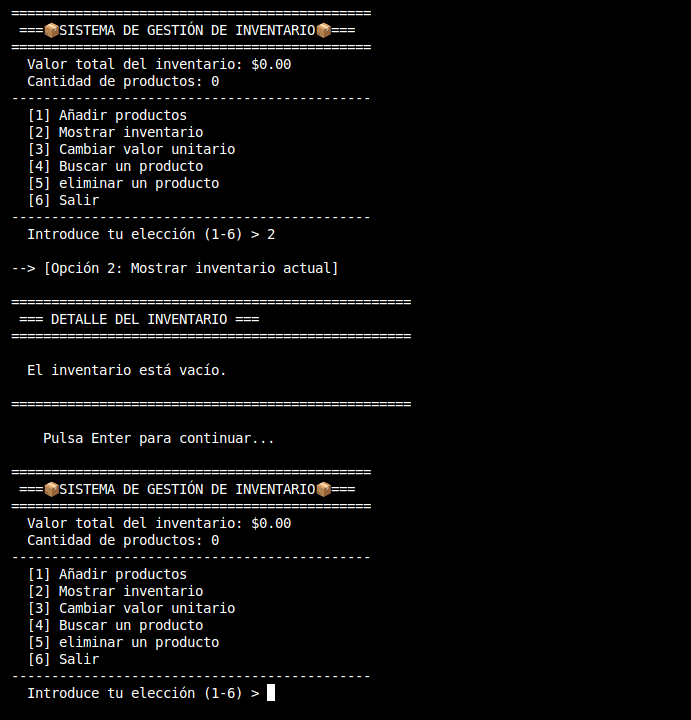 =============================================
===📦SISTEMA DE GESTIÓN DE INVENTARIO📦===
=============================================
Valor total del inventario: $0.00
Cantidad de productos: 0
---------------------------------------------
[1] Añadir productos
[2] Mostrar inventario
[3] Cambiar valor unitario
[4] Buscar un producto
[5] eliminar un producto
[6] Salir
---------------------------------------------
Introduce tu elección (1-6) > 2
--> [Opción 2: Mostrar inventario actual]
==================================================
=== DETALLE DEL INVENTARIO ===
==================================================
El inventario está vacío.
==================================================
Pulsa Enter para continuar...
=============================================
===📦SISTEMA DE GESTIÓN DE INVENTARIO📦===
=============================================
Valor total del inventario: $0.00
Cantidad de productos: 0
---------------------------------------------
[1] Añadir productos
[2] Mostrar inventario
[3] Cambiar valor unitario
[4] Buscar un producto
[5] eliminar un producto
[6] Salir
---------------------------------------------
Introduce tu elección (1-6) >